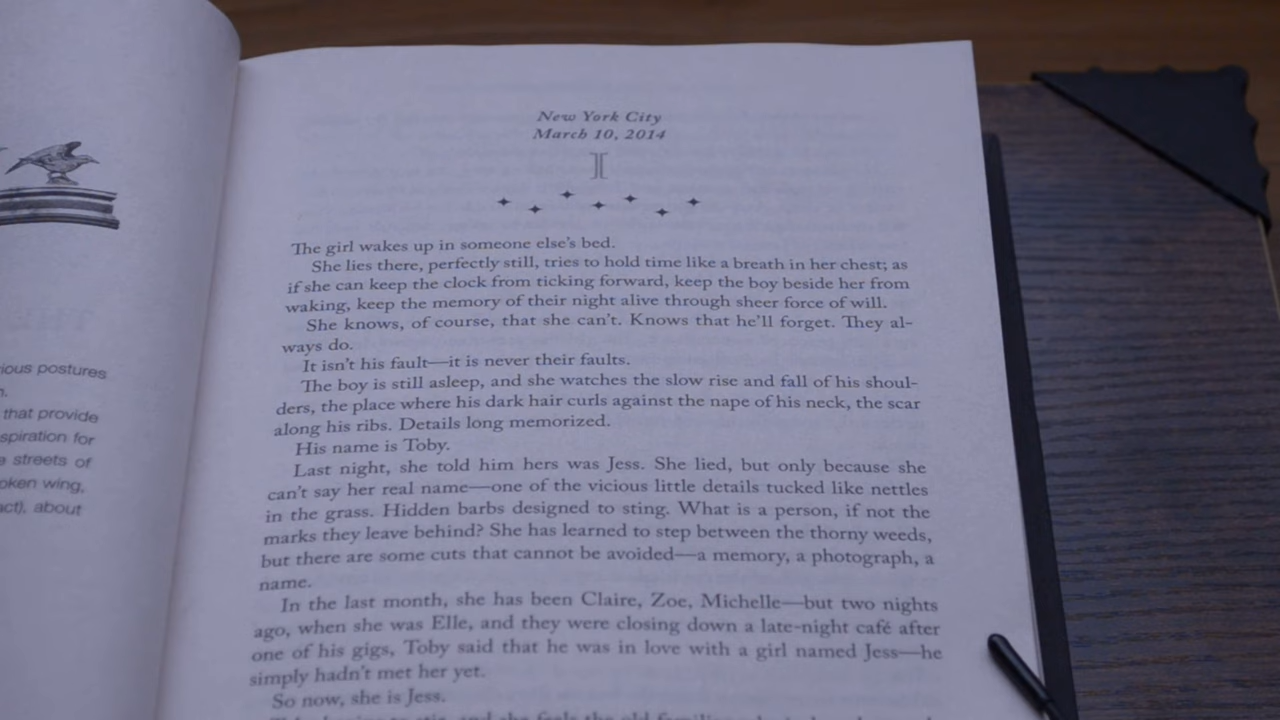 ious postures
that provide
spiration for
streets of
oken wing,
act), about
New York City
March 10, 2014
I
The girl wakes up in someone else's bed.
She lies there, perfectly still, tries to hold time like a breath in her chest; as
if she can keep the clock from ticking forward, keep the boy beside her from
waking, keep the memory of their night alive through sheer force of will.
She knows, of course, that she can't. Knows that he'll forget. They al-
ways do.
It isn't his fault—it is never their faults.
The boy is still asleep, and she watches the slow rise and fall of his shoul-
ders, the place where his dark hair curls against the nape of his neck, the scar
along his ribs. Details long memorized.
His name is Toby.
Last night, she told him hers was Jess. She lied, but only because she
can't say her real name—one of the vicious little details tucked like nettles
in the grass. Hidden barbs designed to sting. What is a person, if not the
marks they leave behind? She has learned to step between the thorny weeds,
but there are some cuts that cannot be avoided—a memory, a photograph, a
name.
In the last month, she has been Claire, Zoe, Michelle—but two nights
ago, when she was Elle, and they were closing down a late-night café after
one of his gigs, Toby said that he was in love with a girl named Jess—he
simply hadn't met her yet.
So now, she is Jess.